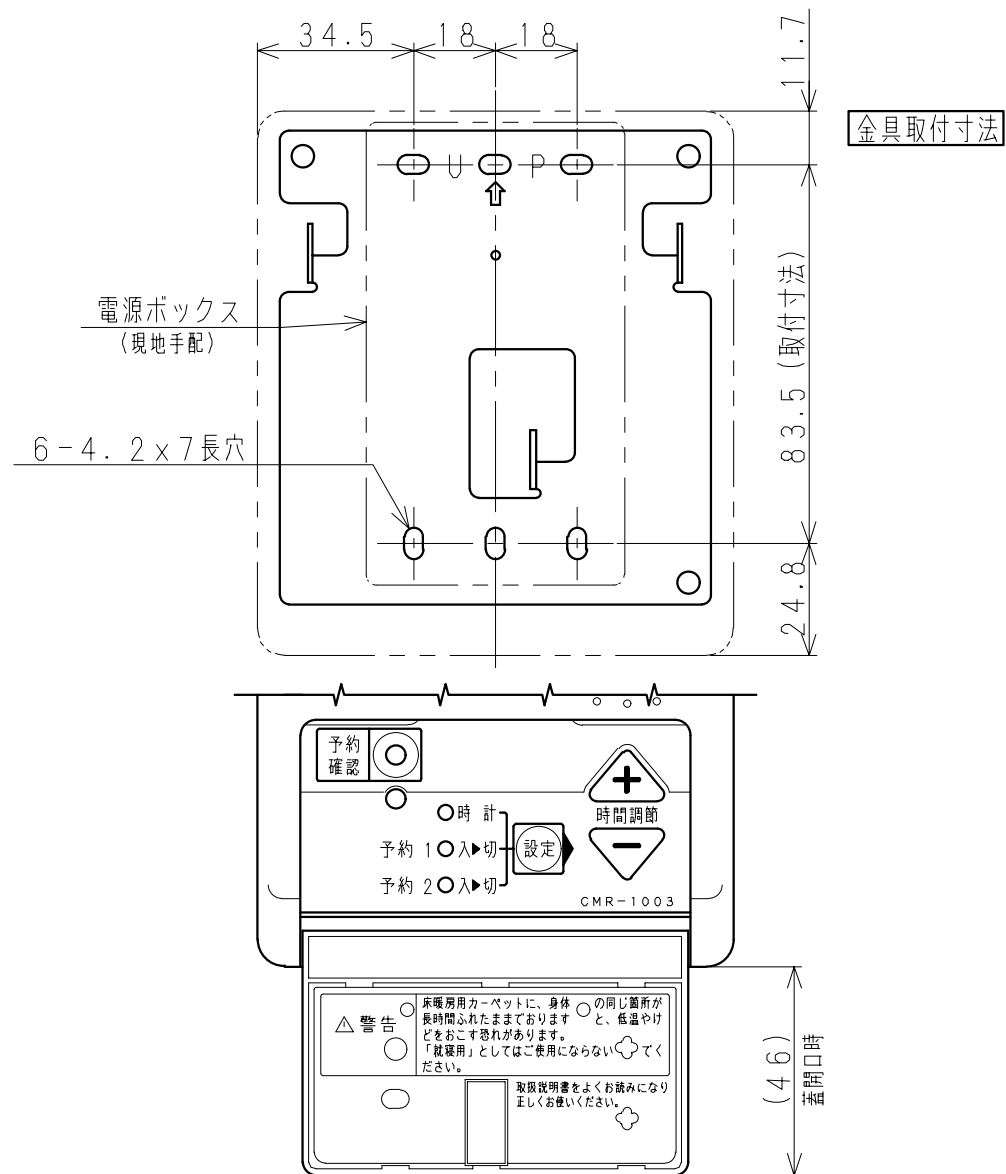 34.5
18
18
11.7
金具取付寸法
U P
83.5(取付寸法)
電源ボックス
(現地手配)
6-4.2x7長穴
24.8
予約
確認
時計
時間調節
予約 1 入▶切
設定
予約 2 入▶切
CMR-1003
⚠警告
床暖房用カーペットに、身体 の同じ箇所が
長時間ふれたままでおります と、低温やけ
どをおこす恐れがあります。
「就寝用」としてはご使用にならない でく
ださい。
取扱説明書をよくお読みになり
正しくお使いください。
(46)
蓋開口時